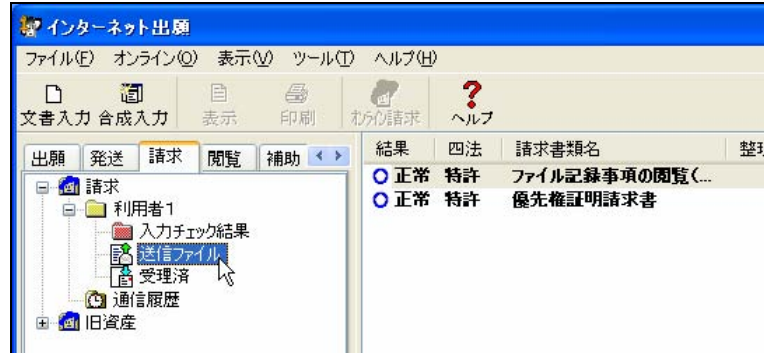 インターネット出願
ファイル(F) オンライン(O) 表示(V) ツール(T) ヘルプ(H)
文書入力 合成入力 表示 印刷 オンライン請求 ヘルプ
出願 発送 請求 閲覧 補助
結果 四法 請求書類名 整理
請求
利用者1
入力チェック結果
送信ファイル
受理済
通信履歴
旧資産
正常 特許 ファイル記録事項の閲覧(...
正常 特許 優先権証明請求書